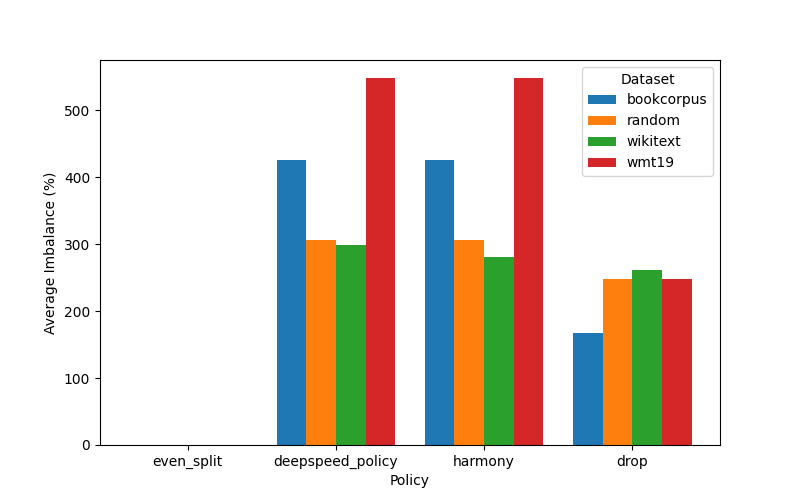 Dataset
bookcorpus
random
wikitext
wmt19
Average Imbalance (%)
500
400
300
200
100
0
even_split
deepspeed_policy
harmony
drop
Policy